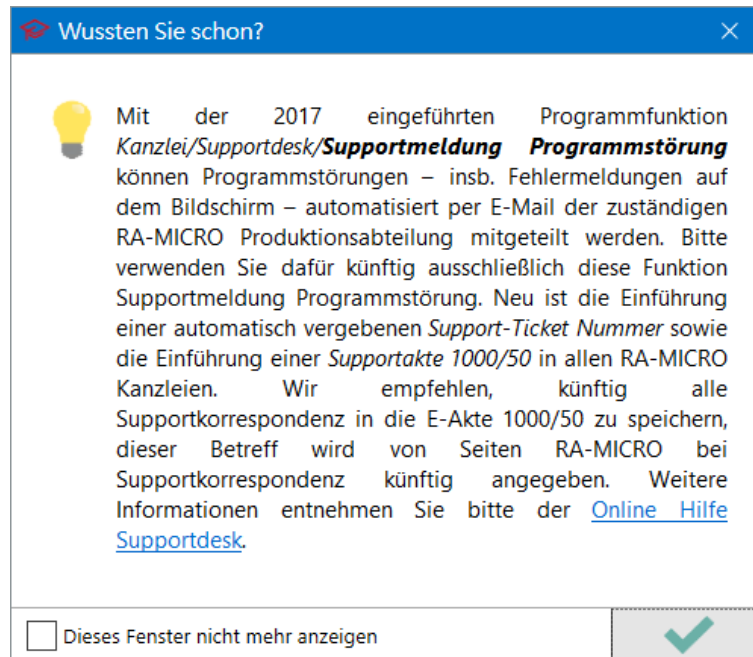 Wussten Sie schon?
Mit der 2017 eingeführten Programmfunktion
Kanzlei/Supportdesk/Supportmeldung Programmstörung
können Programmstörungen – insb. Fehlermeldungen auf
dem Bildschirm – automatisiert per E-Mail der zuständigen
RA-MICRO Produktionsabteilung mitgeteilt werden. Bitte
verwenden Sie dafür künftig ausschließlich diese Funktion
Supportmeldung Programmstörung. Neu ist die Einführung
einer automatisch vergebenen Support-Ticket Nummer sowie
die Einführung einer Supportakte 1000/50 in allen RA-MICRO
Kanzleien. Wir empfehlen, künftig alle
Supportkorrespondenz in die E-Akte 1000/50 zu speichern,
dieser Betreff wird von Seiten RA-MICRO bei
Supportkorrespondenz künftig angegeben. Weitere
Informationen entnehmen Sie bitte der Online Hilfe
Supportdesk.
Dieses Fenster nicht mehr anzeigen